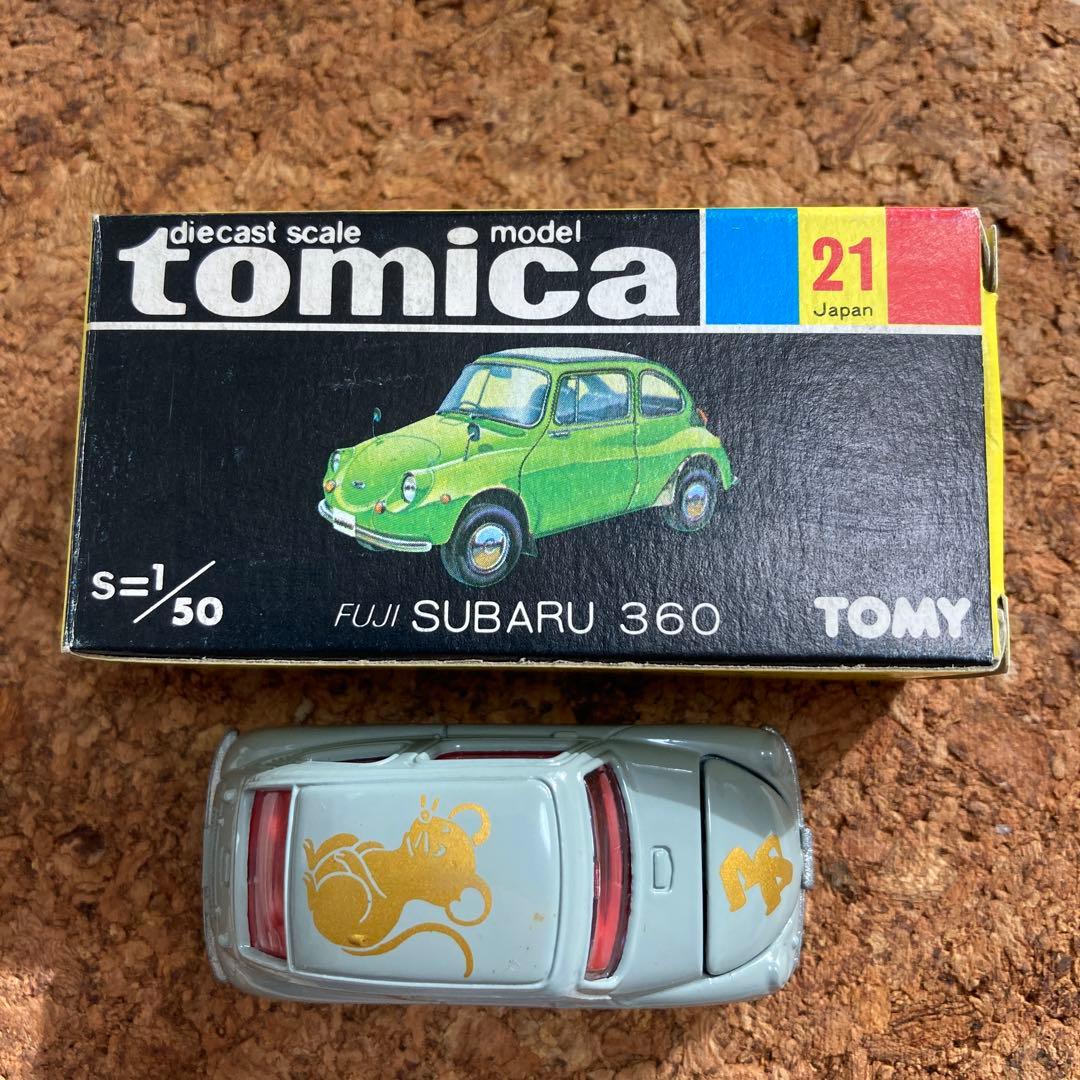 diecast scale model
tomica
21
Japan
S=1/50
FUJI SUBARU 360
TOMY